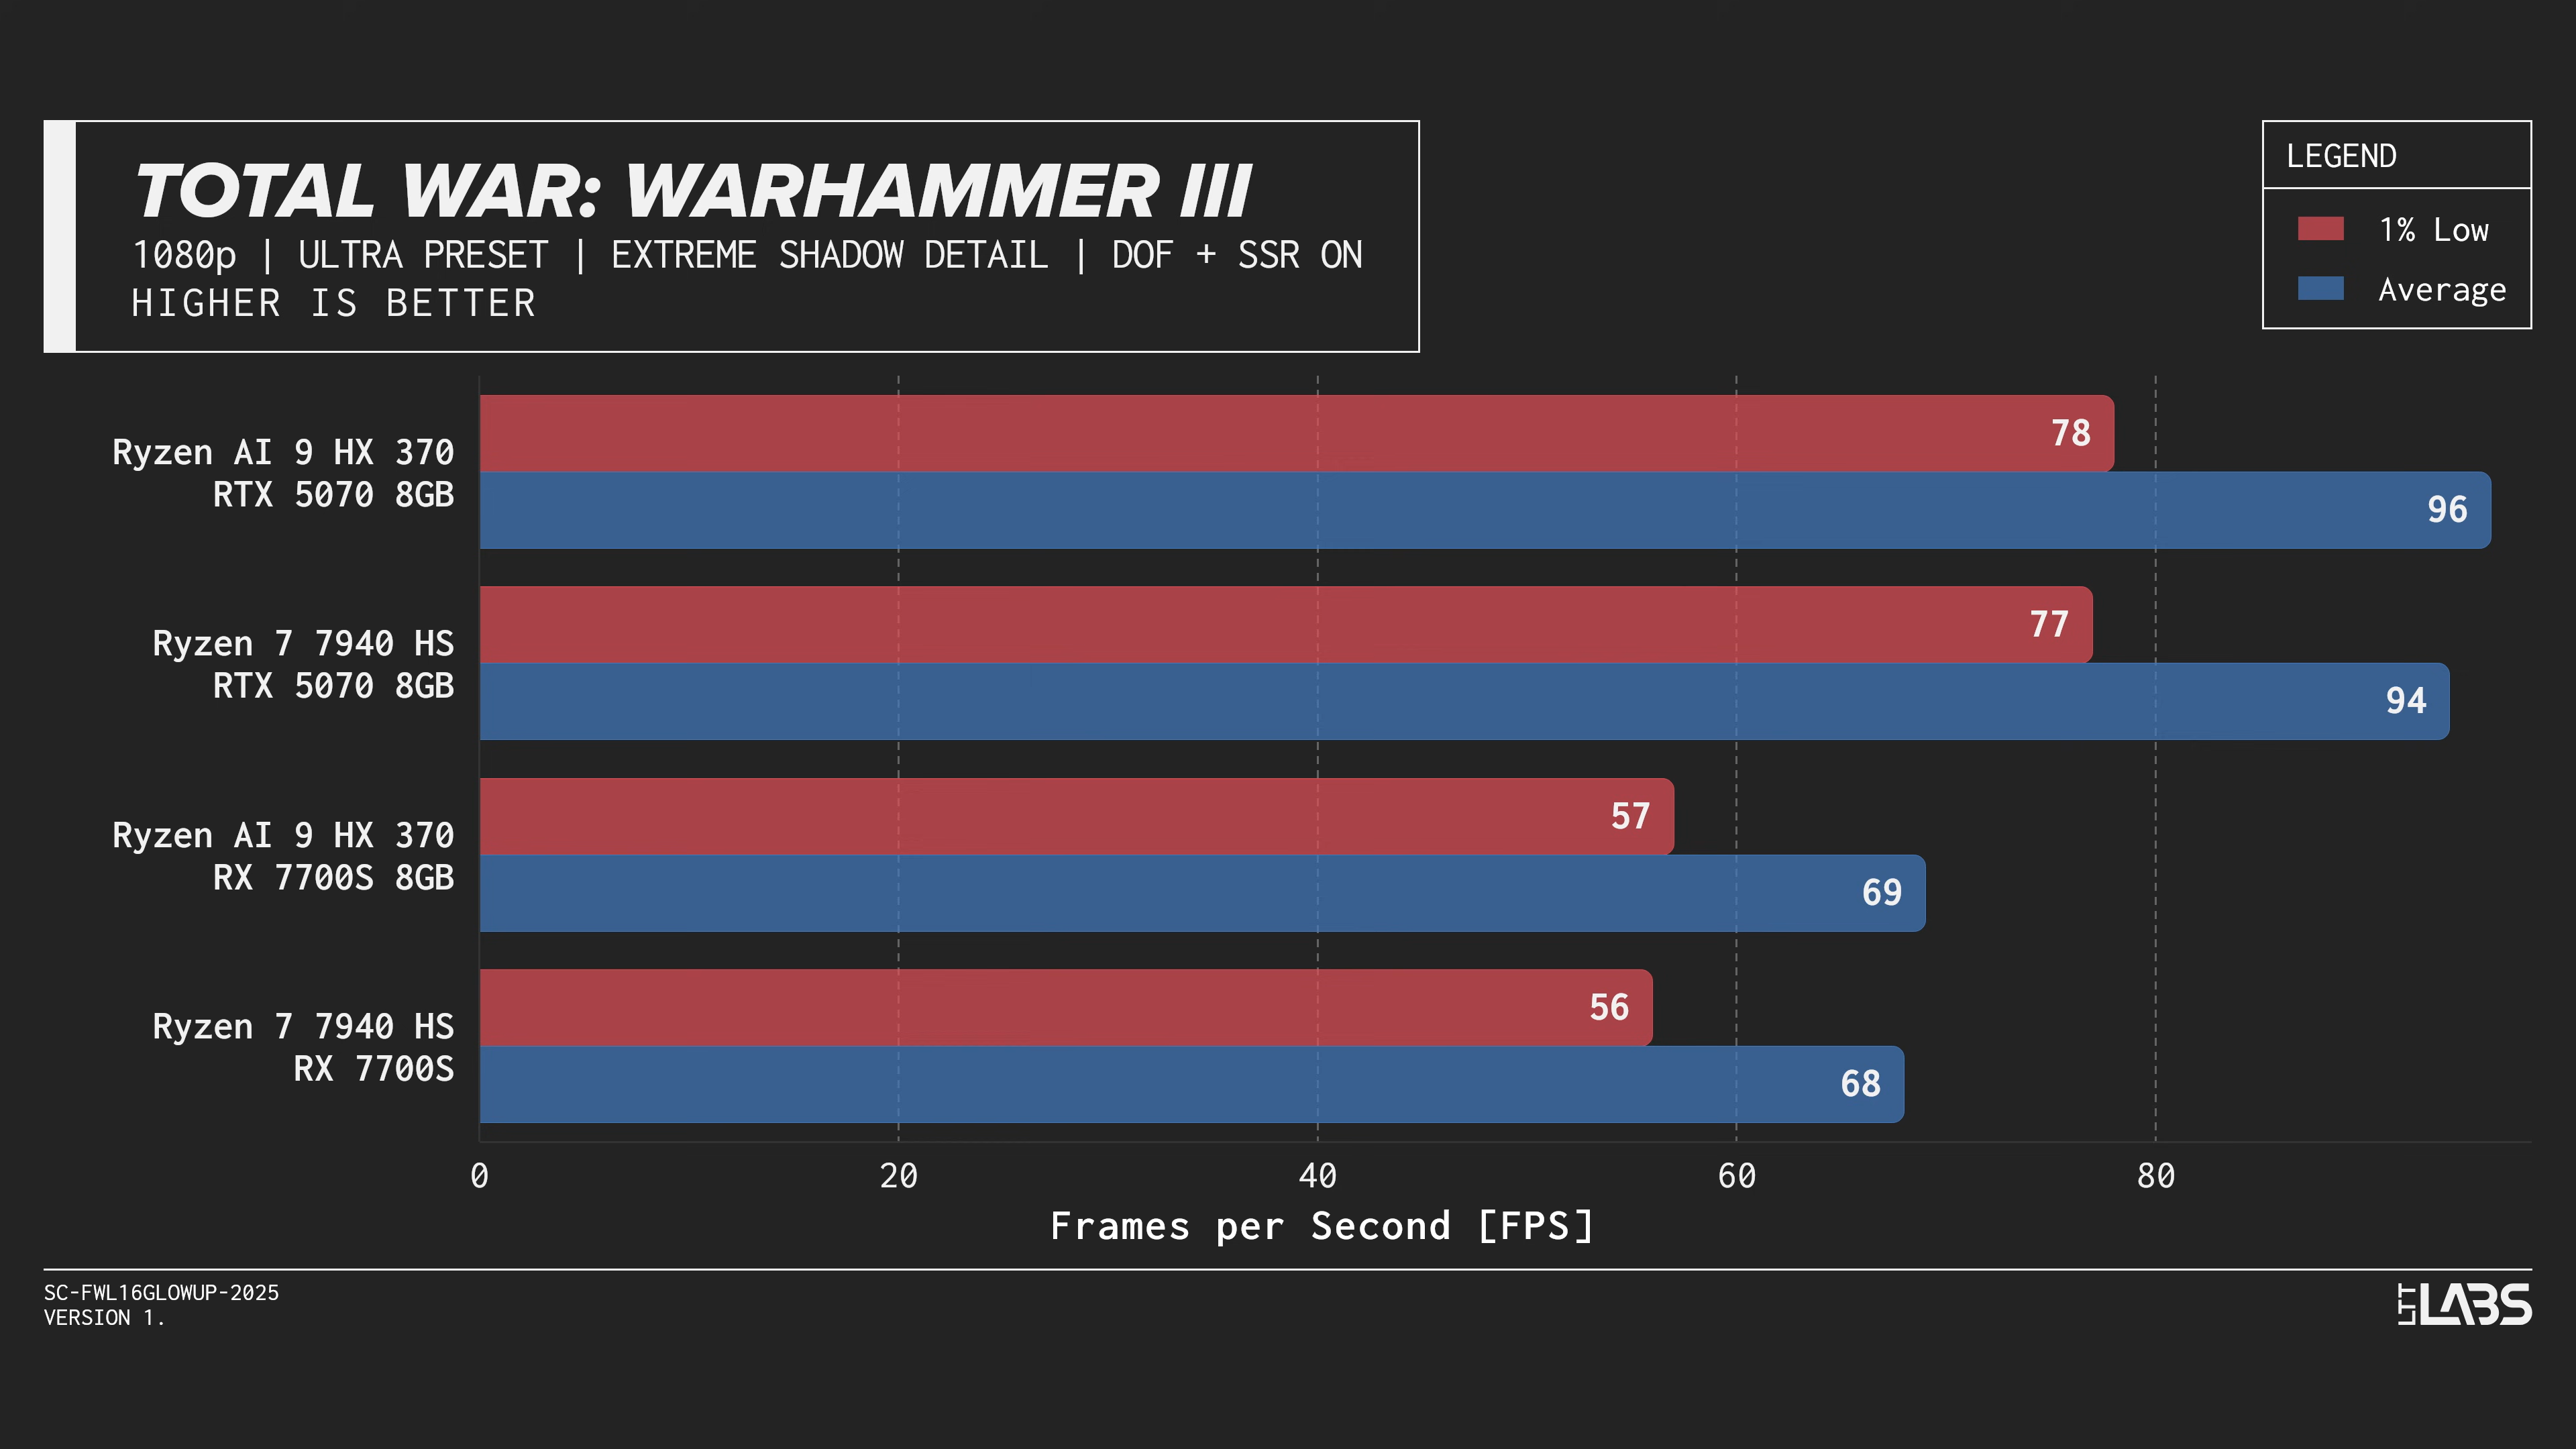 TOTAL WAR: WARHAMMER III
1080p | ULTRA PRESET | EXTREME SHADOW DETAIL | DOF + SSR ON
HIGHER IS BETTER
LEGEND
1% Low
Average
Ryzen AI 9 HX 370
RTX 5070 8GB
78
96
Ryzen 7 7940 HS
RTX 5070 8GB
77
94
Ryzen AI 9 HX 370
RX 7700S 8GB
57
69
Ryzen 7 7940 HS
RX 7700S
56
68
0 20 40 60 80
Frames per Second [FPS]
SC-FWL16GLOWUP-2025
VERSION 1.
LTT LABS